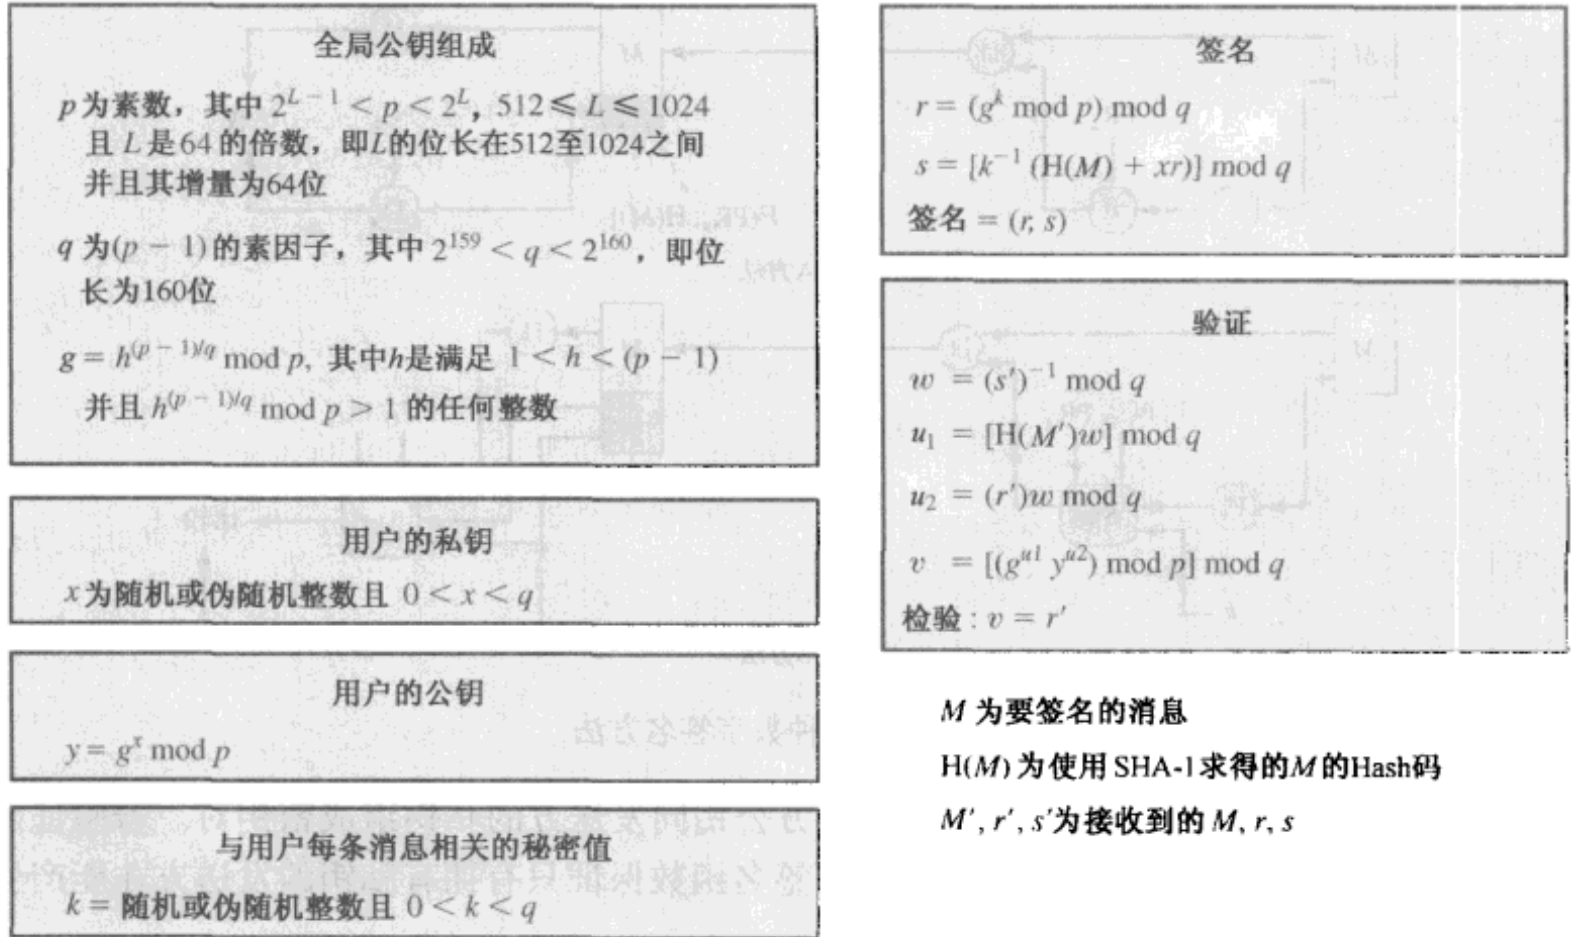 全局公钥组成
p为素数，其中 2^{L-1} < p < 2^L, 512 ≤ L ≤ 1024
且 L 是64 的倍数，即L的位长在512至1024之间
并且其增量为64位
q 为(p − 1)的素因子，其中 2^{159} < q < 2^{160}，即位
长为160位
g = h^{(p − 1)/q} mod p, 其中h是满足 1 < h < (p − 1)
并且 h^{(p − 1)/q} mod p > 1 的任何整数
用户的私钥
x为随机或伪随机整数且 0 < x < q
用户的公钥
y = g^x mod p
与用户每条消息相关的秘密值
k = 随机或伪随机整数且 0 < k < q
签名
r = (g^k mod p) mod q
s = [k^{-1} (H(M) + xr)] mod q
签名 = (r, s)
验证
w = (s′)^{-1} mod q
u_1 = [H(M′)w] mod q
u_2 = (r′)w mod q
v = [(g^{u1} y^{u2}) mod p] mod q
检验 : v = r′
M 为要签名的消息
H(M) 为使用 SHA-1求得的M的Hash码
M′, r′, s′为接收到的 M, r, s